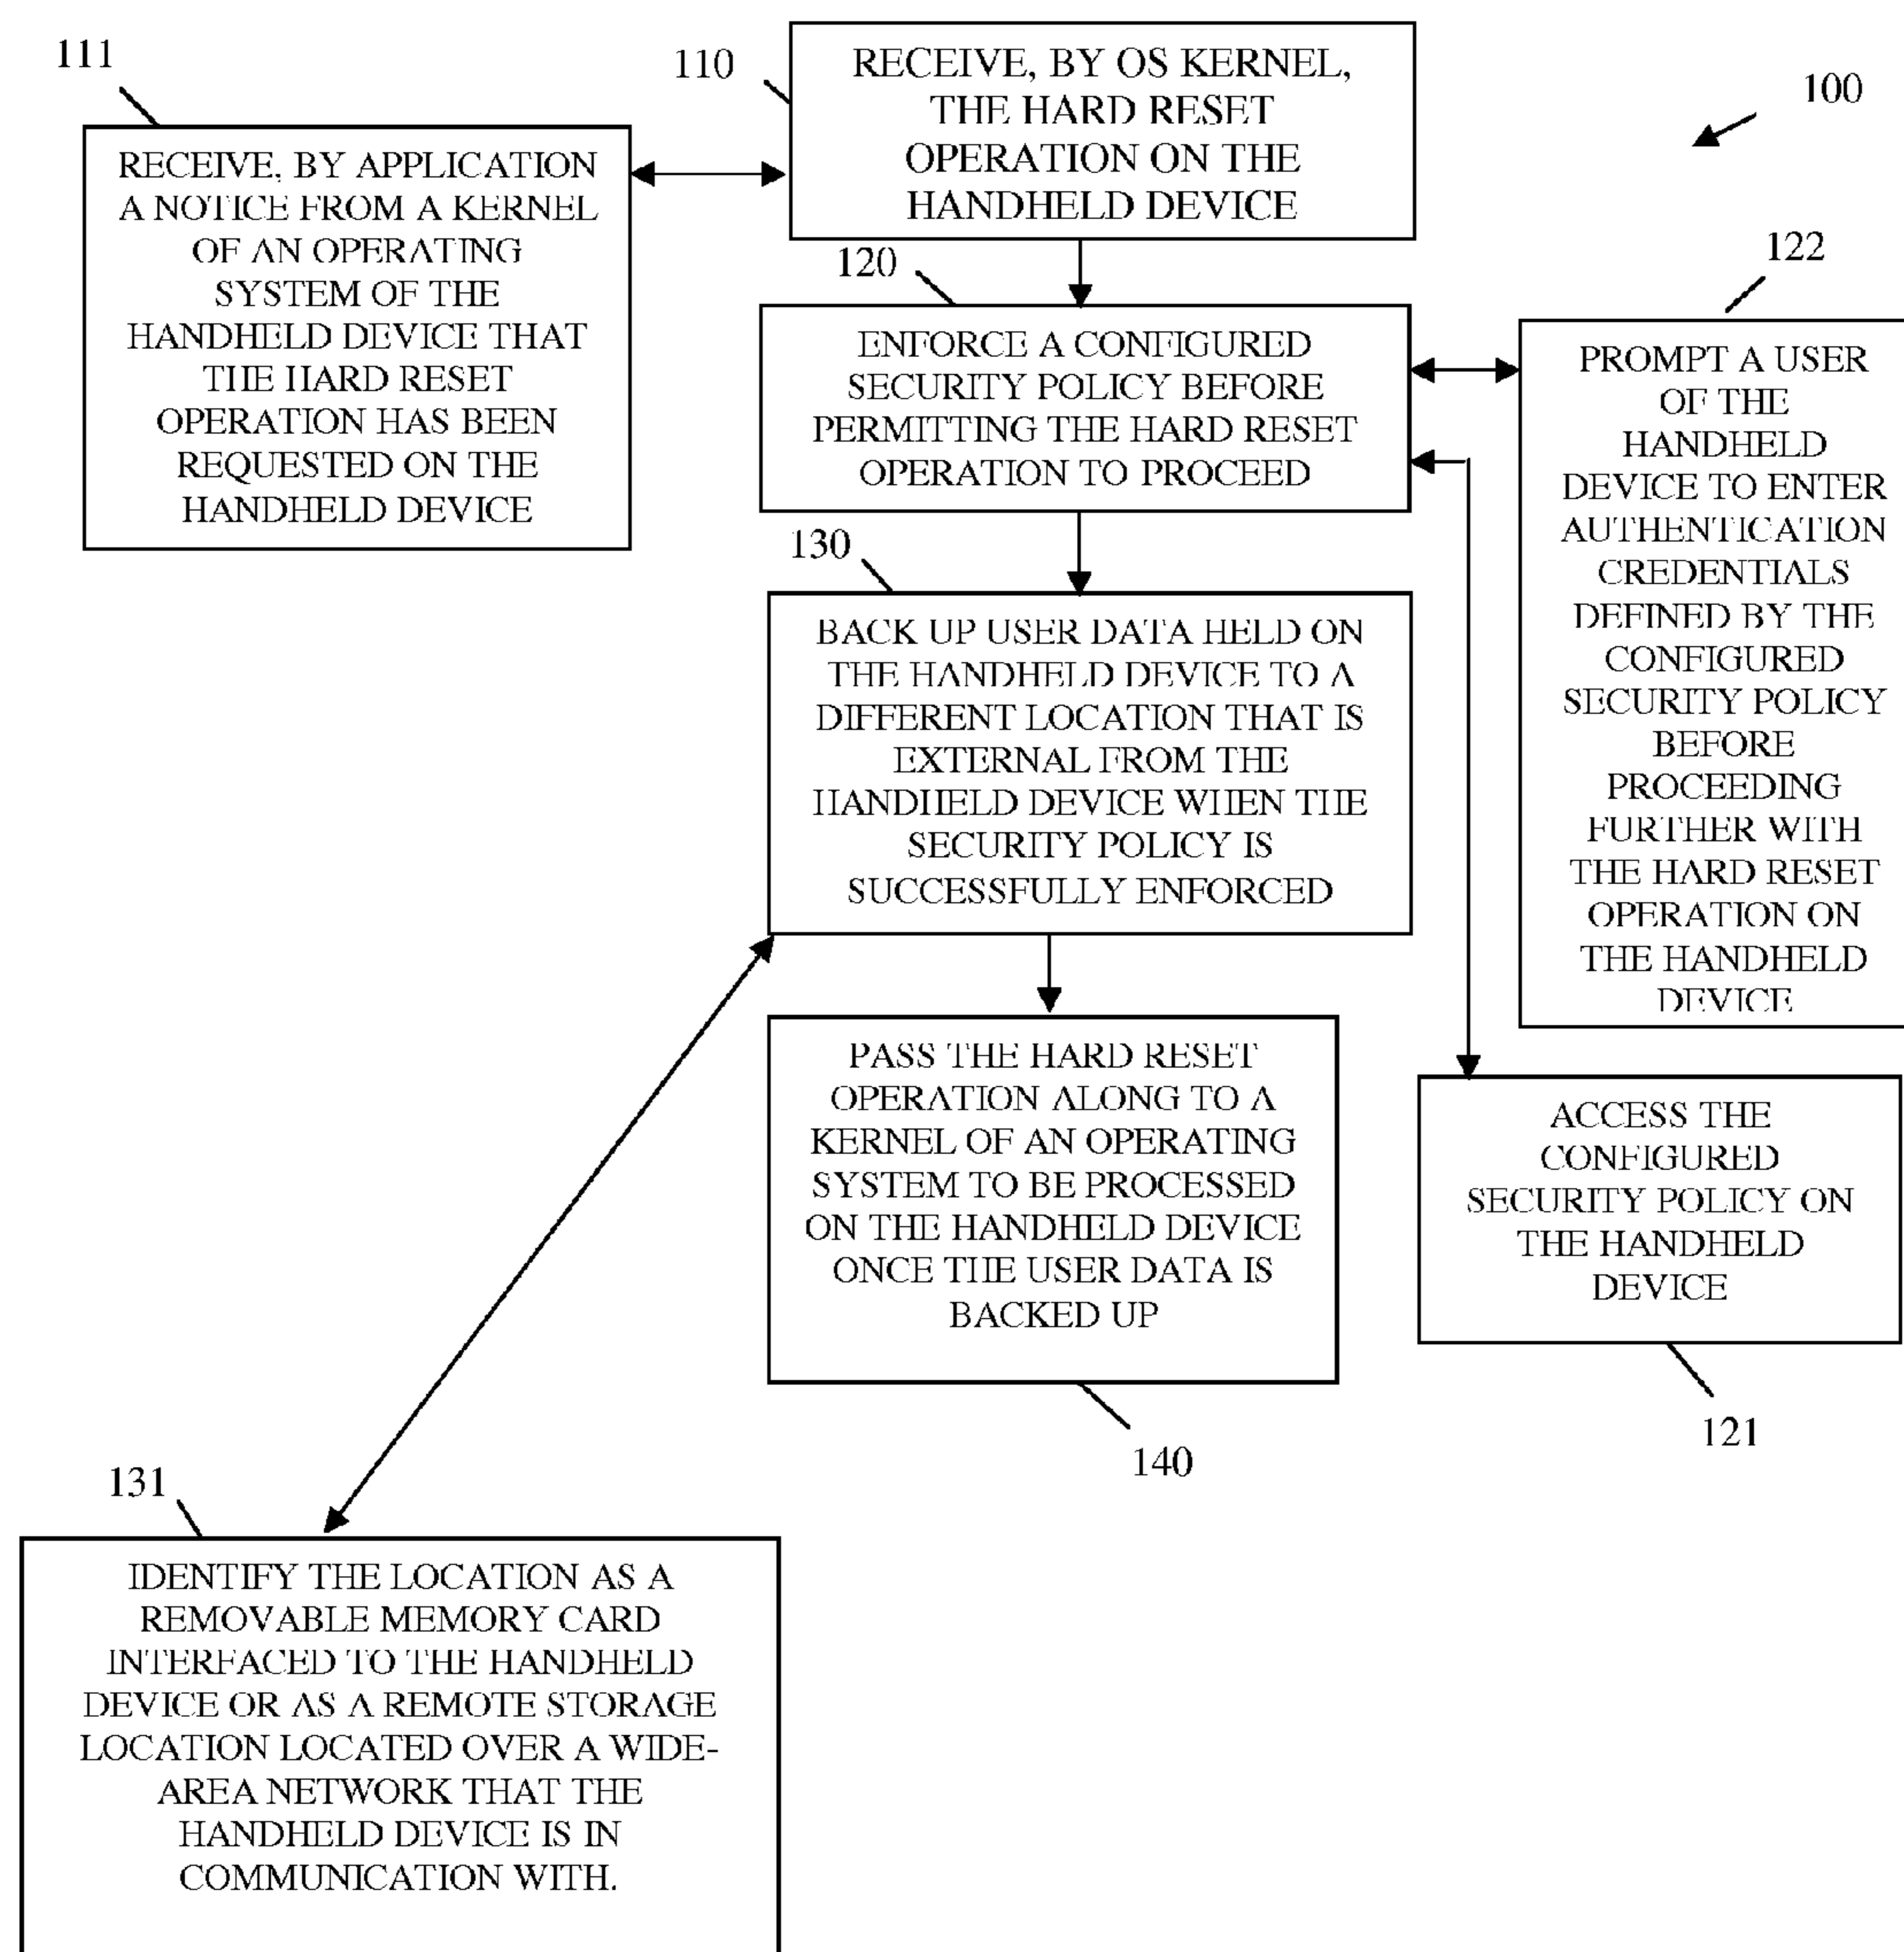 111
RECEIVE, BY APPLICATION
A NOTICE FROM A KERNEL
OF AN OPERATING
SYSTEM OF THE
HANDHELD DEVICE THAT
THE HARD RESET
OPERATION HAS BEEN
REQUESTED ON THE
HANDHELD DEVICE
110
RECEIVE, BY OS KERNEL,
THE HARD RESET
OPERATION ON THE
HANDHELD DEVICE
100
120
ENFORCE A CONFIGURED
SECURITY POLICY BEFORE
PERMITTING THE HARD RESET
OPERATION TO PROCEED
122
PROMPT A USER
OF THE
HANDHELD
DEVICE TO ENTER
AUTHENTICATION
CREDENTIALS
DEFINED BY THE
CONFIGURED
SECURITY POLICY
BEFORE
PROCEEDING
FURTHER WITH
THE HARD RESET
OPERATION ON
THE HANDHELD
DEVICE
130
BACK UP USER DATA HELD ON
THE HANDHELD DEVICE TO A
DIFFERENT LOCATION THAT IS
EXTERNAL FROM THE
HANDHELD DEVICE WHEN THE
SECURITY POLICY IS
SUCCESSFULLY ENFORCED
PASS THE HARD RESET
OPERATION ALONG TO A
KERNEL OF AN OPERATING
SYSTEM TO BE PROCESSED
ON THE HANDHELD DEVICE
ONCE THE USER DATA IS
BACKED UP
140
ACCESS THE
CONFIGURED
SECURITY POLICY ON
THE HANDHELD
DEVICE
121
131
IDENTIFY THE LOCATION AS A
REMOVABLE MEMORY CARD
INTERFACED TO THE HANDHELD
DEVICE OR AS A REMOTE STORAGE
LOCATION LOCATED OVER A WIDE-
AREA NETWORK THAT THE
HANDHELD DEVICE IS IN
COMMUNICATION WITH.